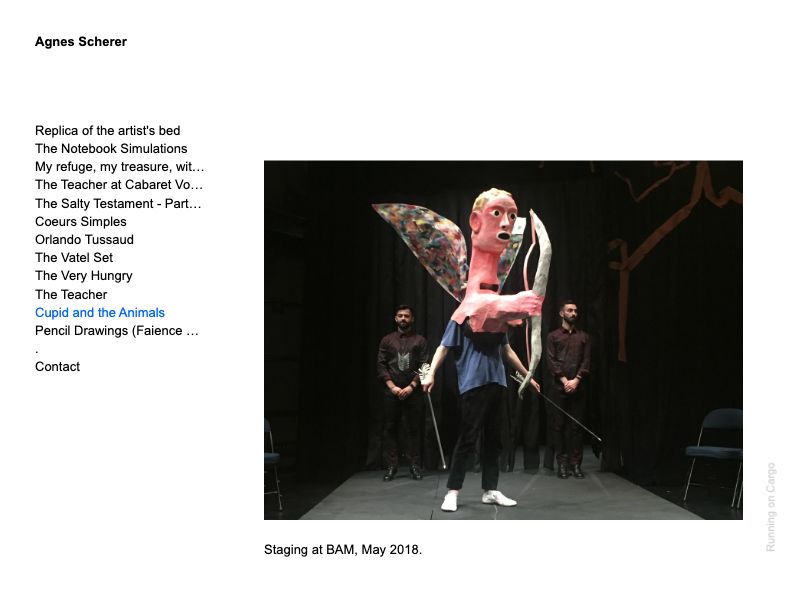 Agnes Scherer
Replica of the artist's bed
The Notebook Simulations
My refuge, my treasure, wit…
The Teacher at Cabaret Vo…
The Salty Testament - Part…
Coeurs Simples
Orlando Tussaud
The Vatel Set
The Very Hungry
The Teacher
Cupid and the Animals
Pencil Drawings (Faience …
.
Contact
Staging at BAM, May 2018.
Running on Cargo